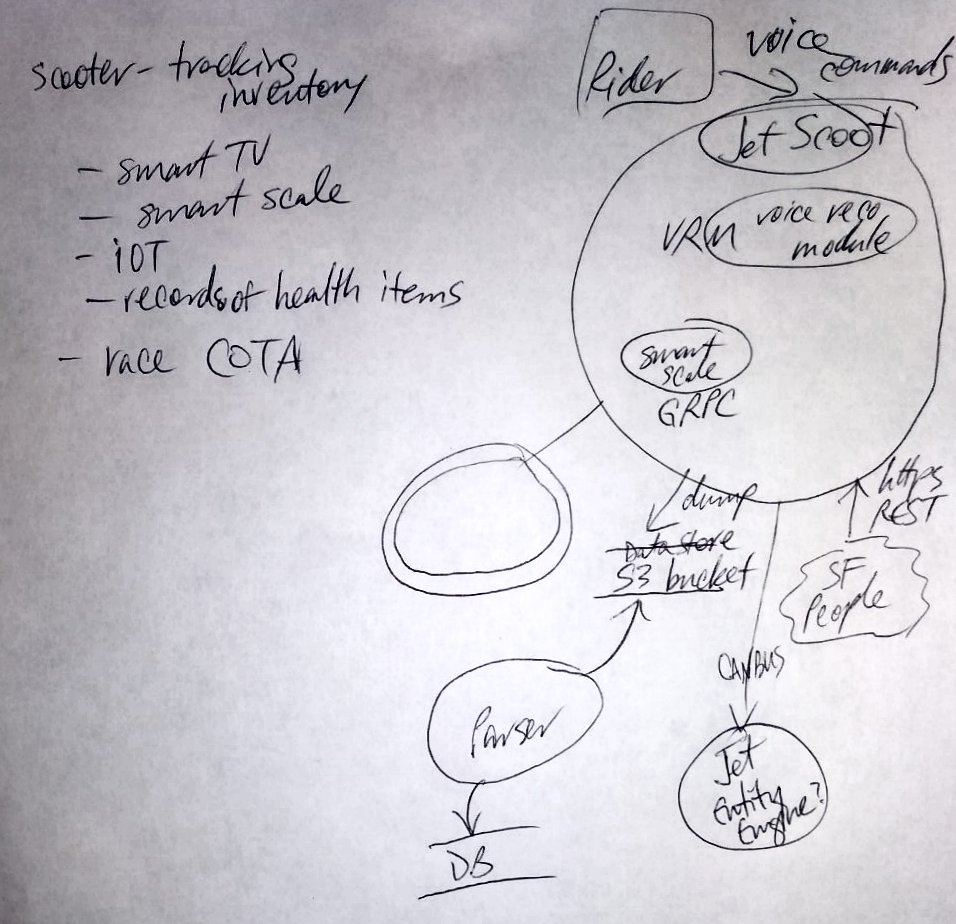 scooter - tracking
inventory
- smart TV
- smart scale
- iOT
- records of health items
- race COTA
Rider
voice
commands
Jet Scoot
VRM
voice reco
module
smart
scale
GRPC
dump
Data Store
S3 bucket
https
REST
SF
People
CANBUS
Parser
Jet
Entity
Engine?
DB